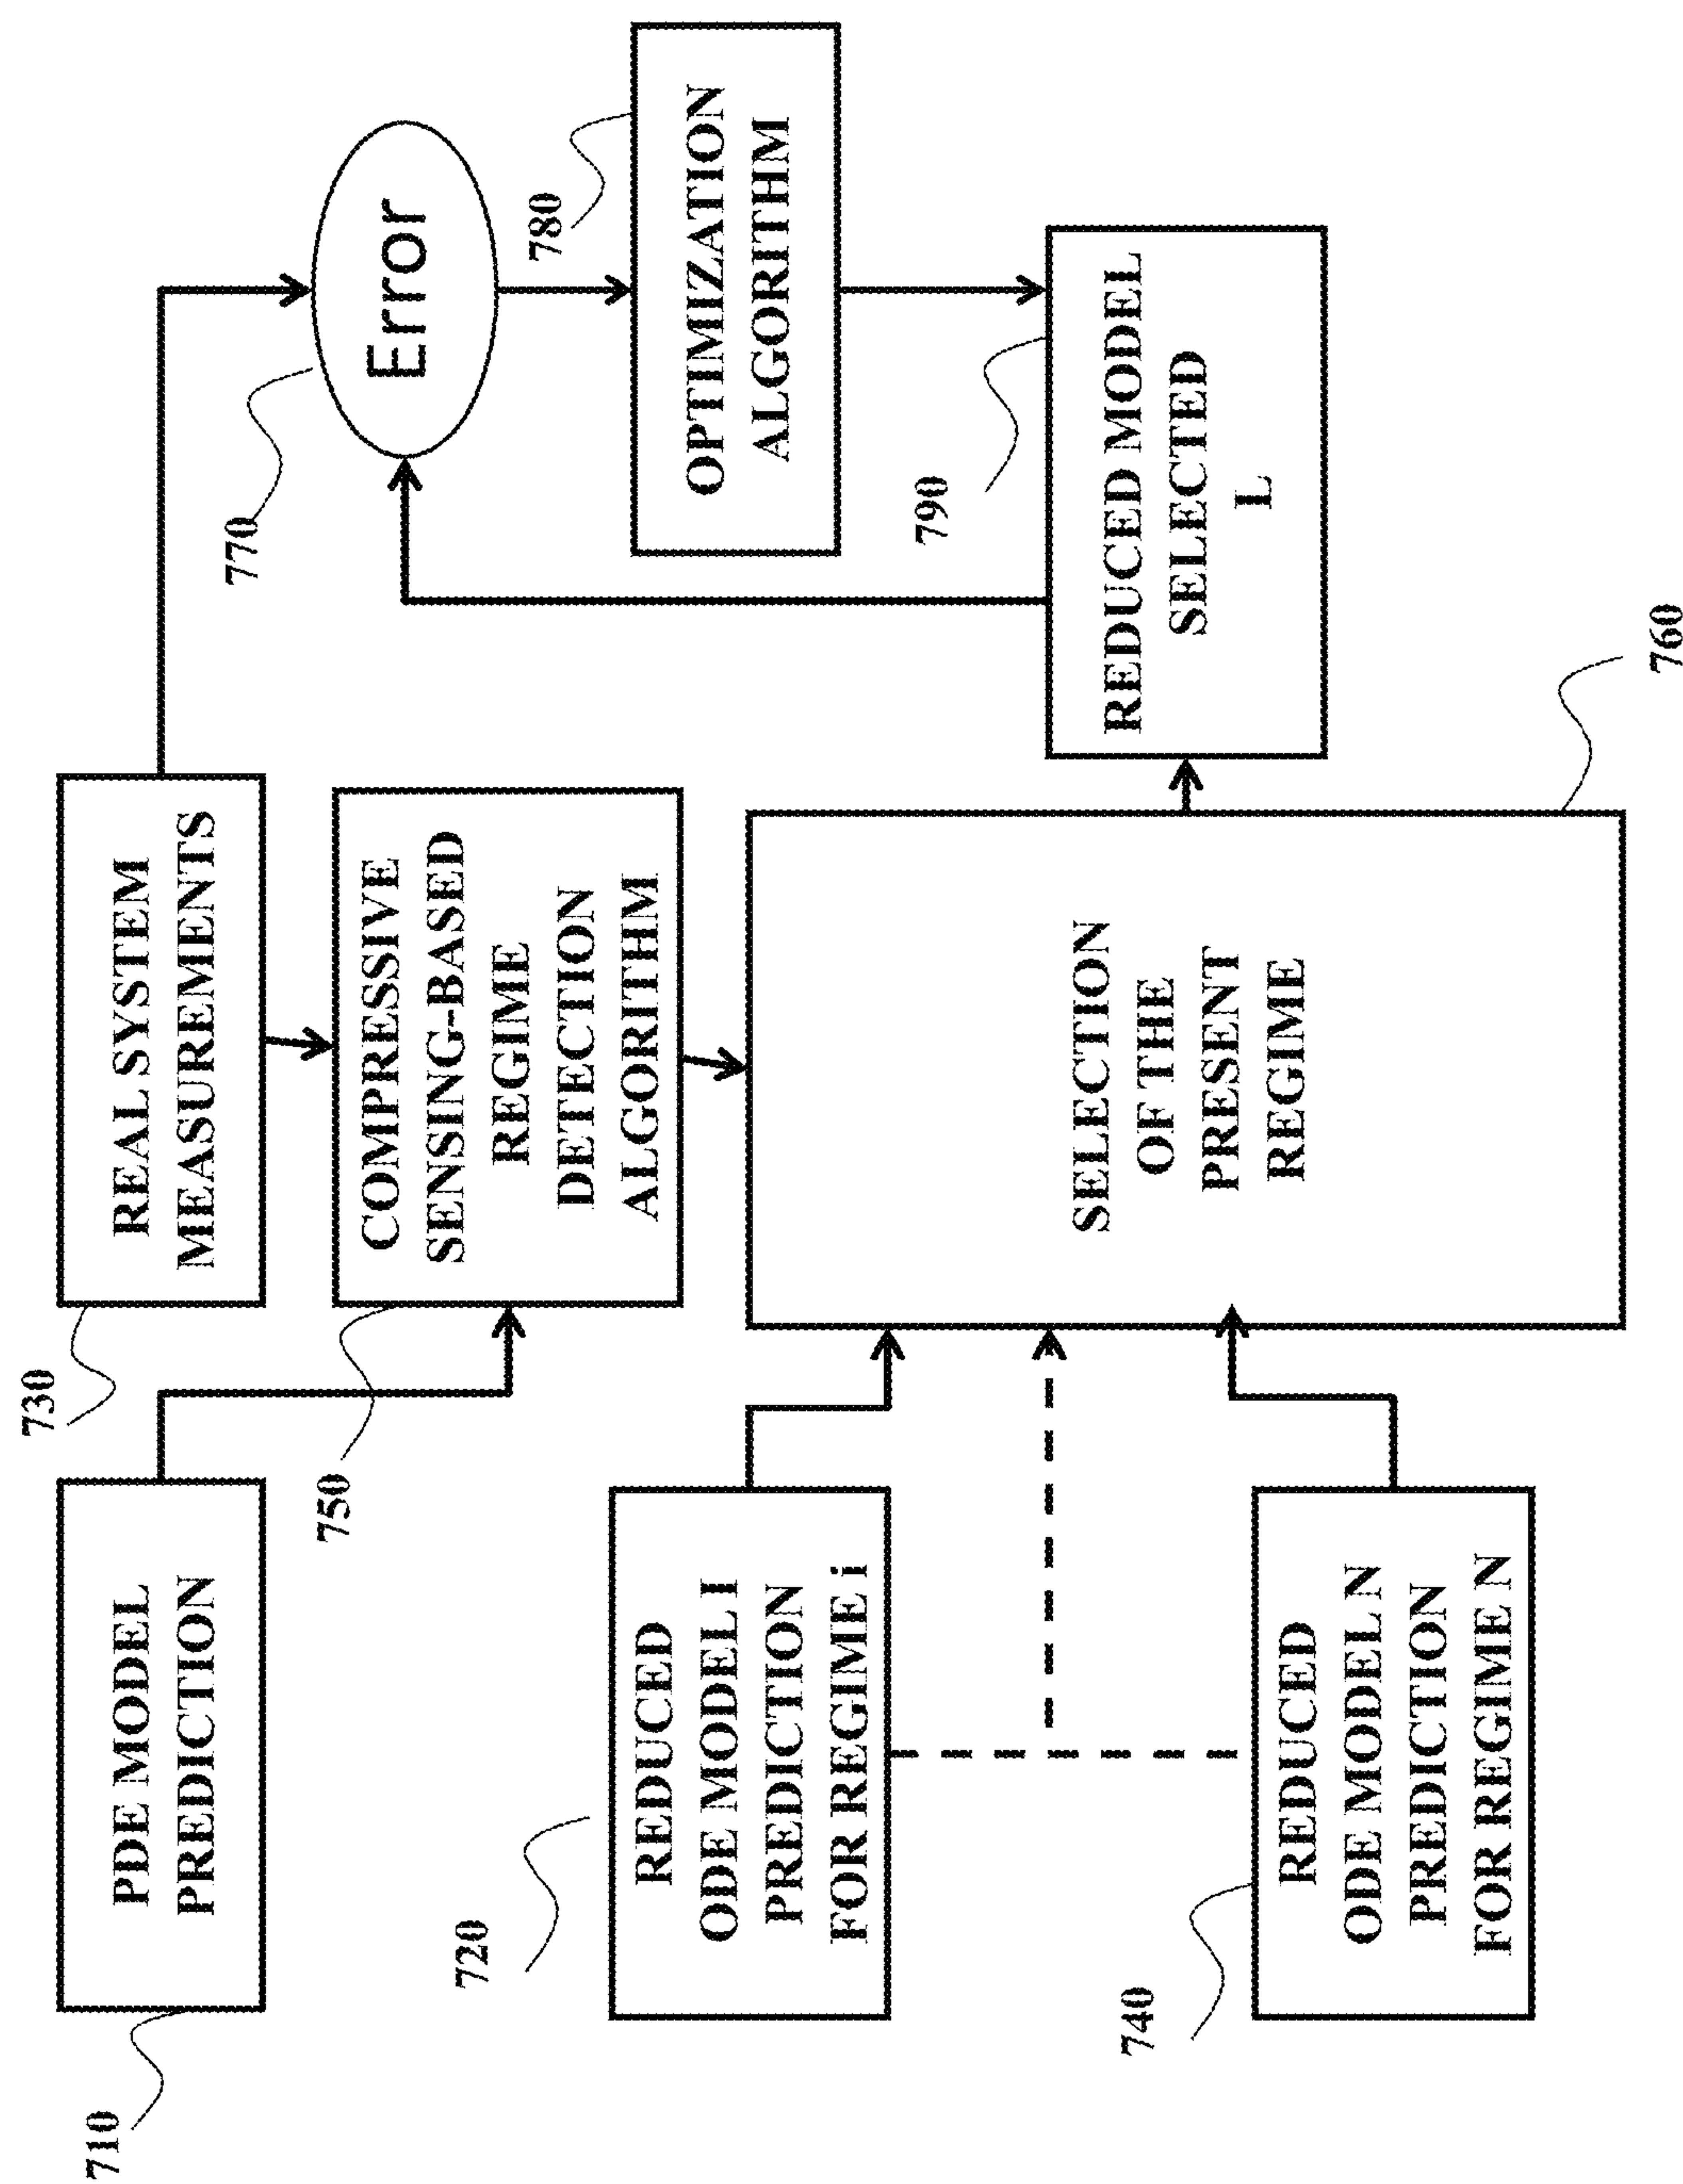 710
PDE MODEL
PREDICTION
730
REAL SYSTEM
MEASUREMENTS
770
Error
750
COMPRESSIVE
SENSING-BASED
REGIME
DETECTION
ALGORITHM
780
OPTIMIZATION
ALGORITHM
720
REDUCED
ODE MODEL I
PREDICTION
FOR REGIME i
760
SELECTION
OF THE
PRESENT
REGIME
790
REDUCED MODEL
SELECTED
L
740
REDUCED
ODE MODEL N
PREDICTION
FOR REGIME N